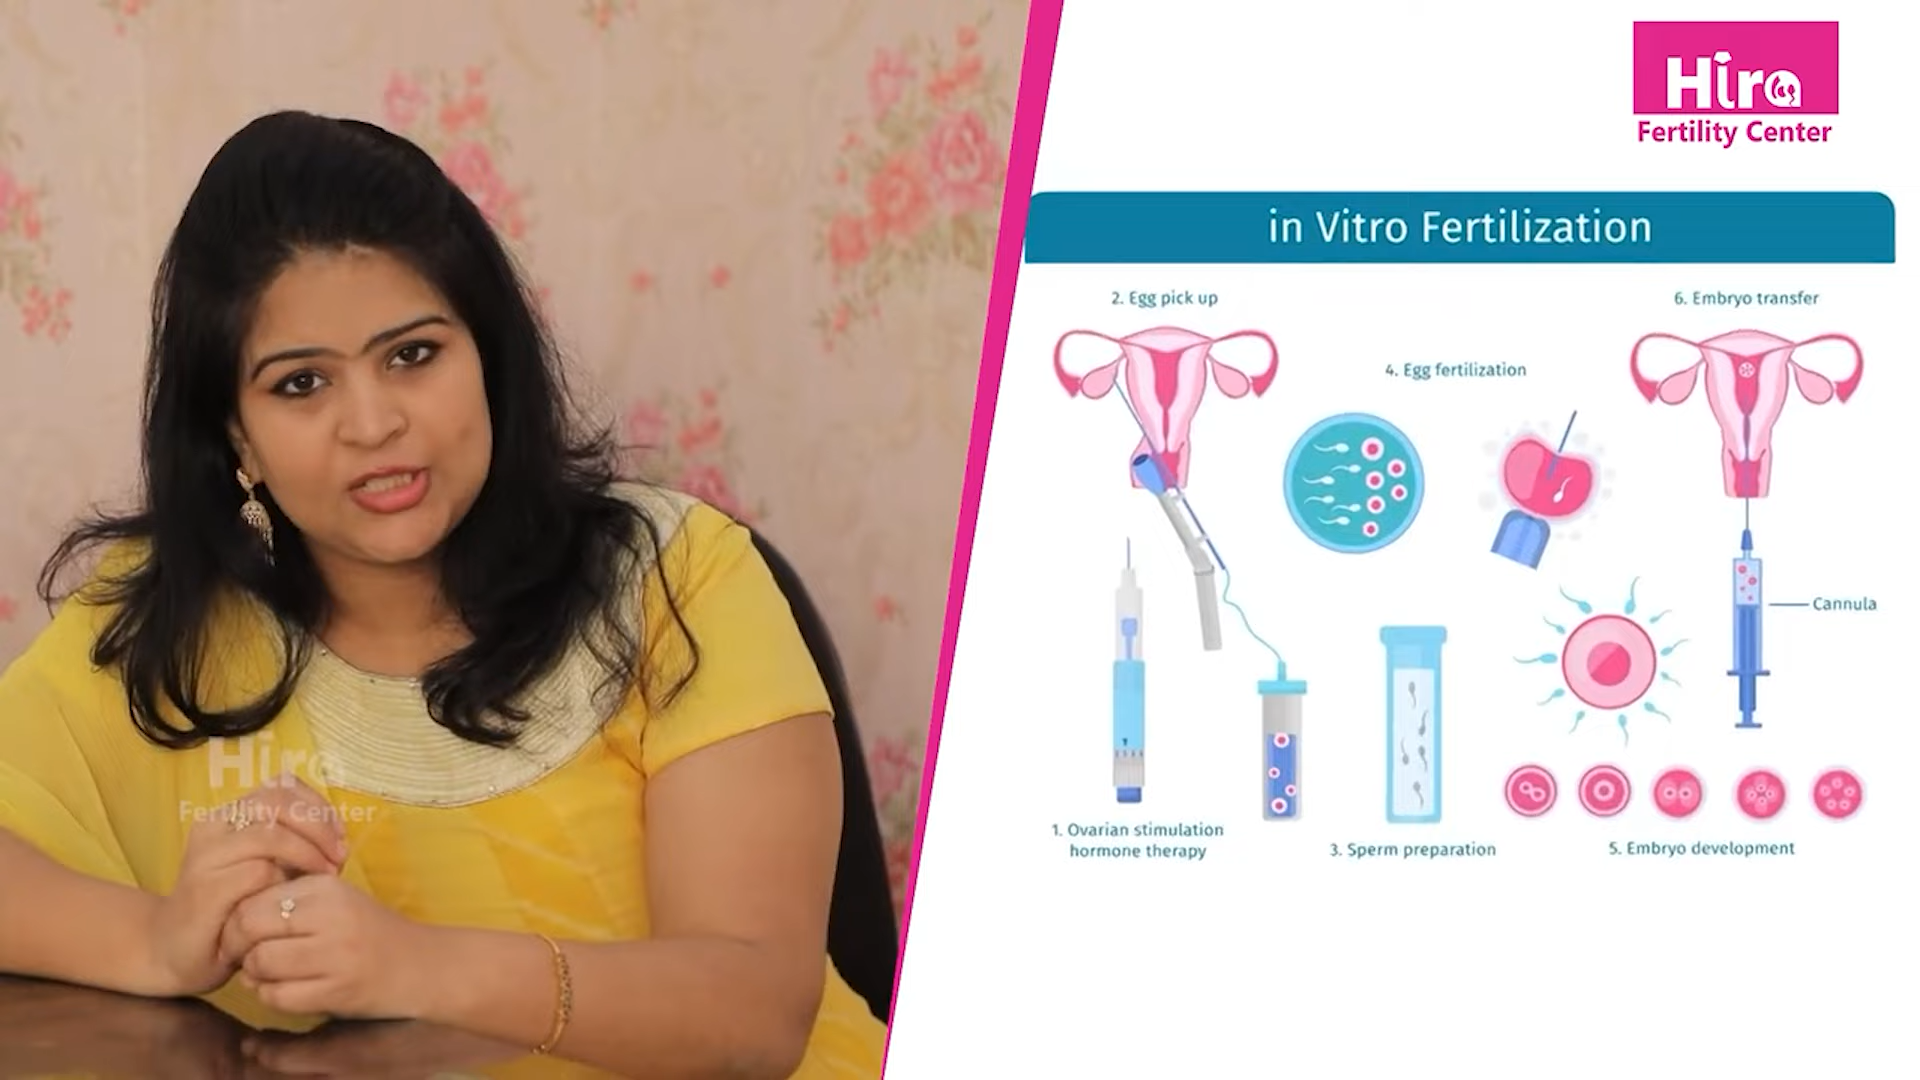 Hira
Fertility Center
in Vitro Fertilization
2. Egg pick up
6. Embryo transfer
4. Egg fertilization
Cannula
1. Ovarian stimulation
hormone therapy
3. Sperm preparation
5. Embryo development
Hira
Fertility Center